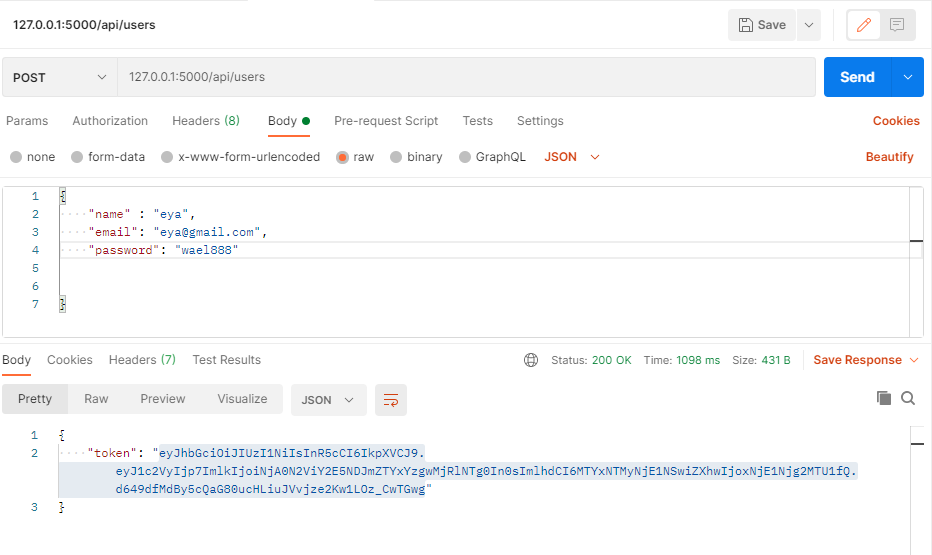 127.0.0.1:5000/api/users
Save
POST
127.0.0.1:5000/api/users
Send
Params Authorization Headers (8) Body Pre-request Script Tests Settings Cookies
none form-data x-www-form-urlencoded raw binary GraphQL JSON Beautify
1 {
2 "name" : "eya",
3 "email": "eya@gmail.com",
4 "password": "wael888"
5
6
7 }
Body Cookies Headers (7) Test Results Status: 200 OK Time: 1098 ms Size: 431 B Save Response
Pretty Raw Preview Visualize JSON
1 {
2 "token": "eyJhbGciOiJIUzI1NiIsInR5cCI6IkpXVCJ9.
eyJ1c2VyIjp7ImlkIjoiNjA0N2ViY2E5NDJmZTYxYzgwMjRlNTg0In0sImlhdCI6MTYxNTMyNjE1NSwiZXhwIjoxNjE1Njg2MTU1fQ.
d649dfMdBy5cQaG80ucHLiuJVvjze2Kw1LOz_CwTGwg"
3 }